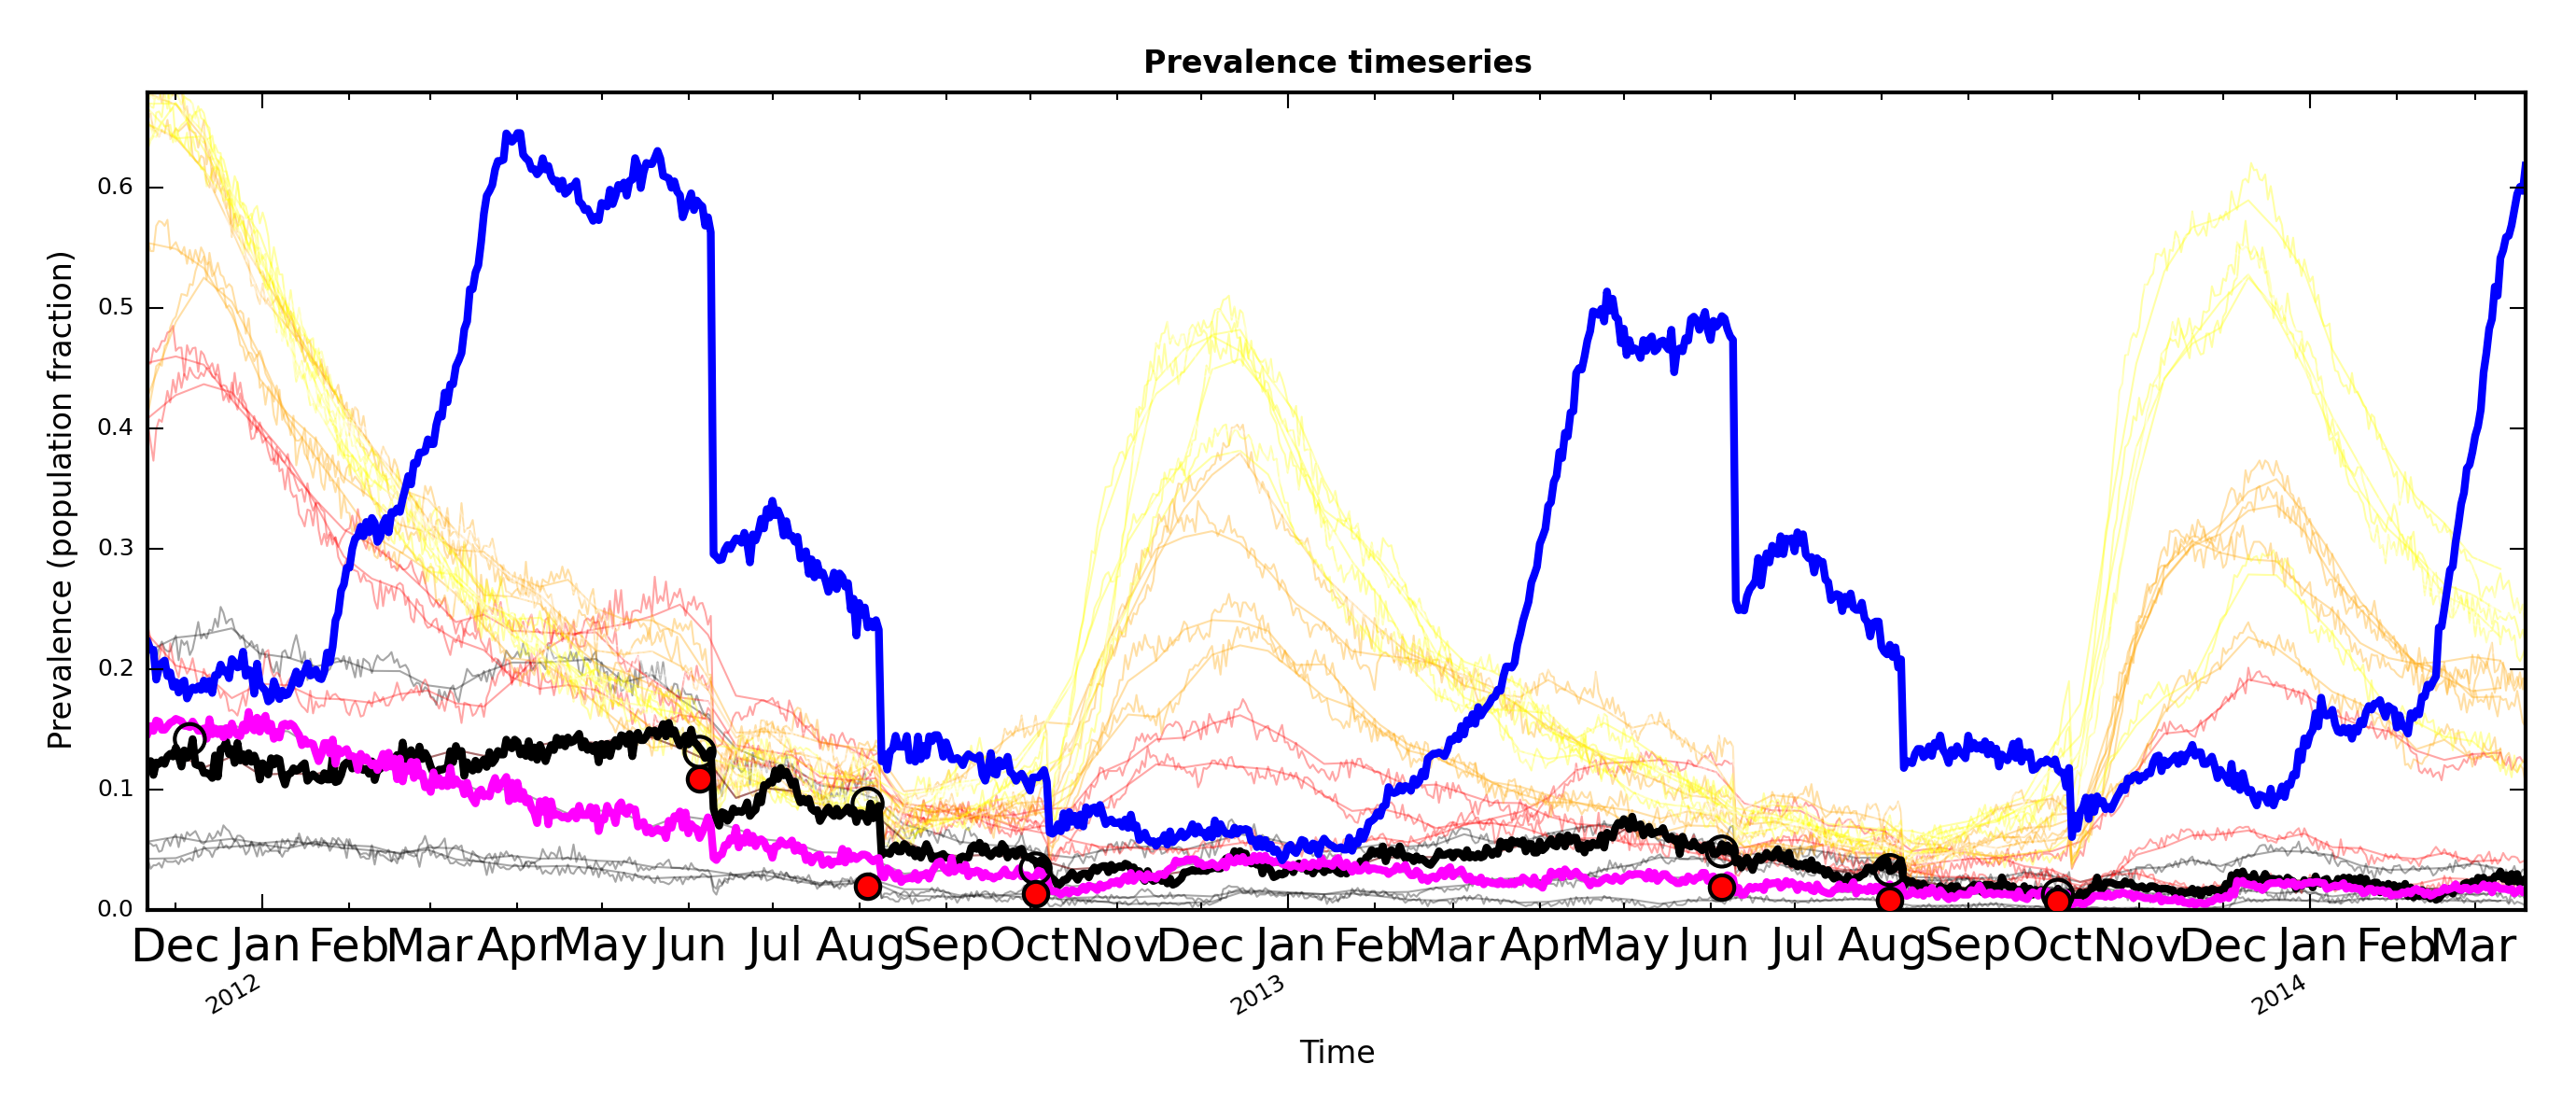 Prevalence timeseries
Prevalence (population fraction)
0.6
0.5
0.4
0.3
0.2
0.1
0.0
Dec Jan Feb Mar Apr May Jun Jul Aug Sep Oct Nov Dec Jan Feb Mar Apr May Jun Jul Aug Sep Oct Nov Dec Jan Feb Mar
2012 2013 2014
Time